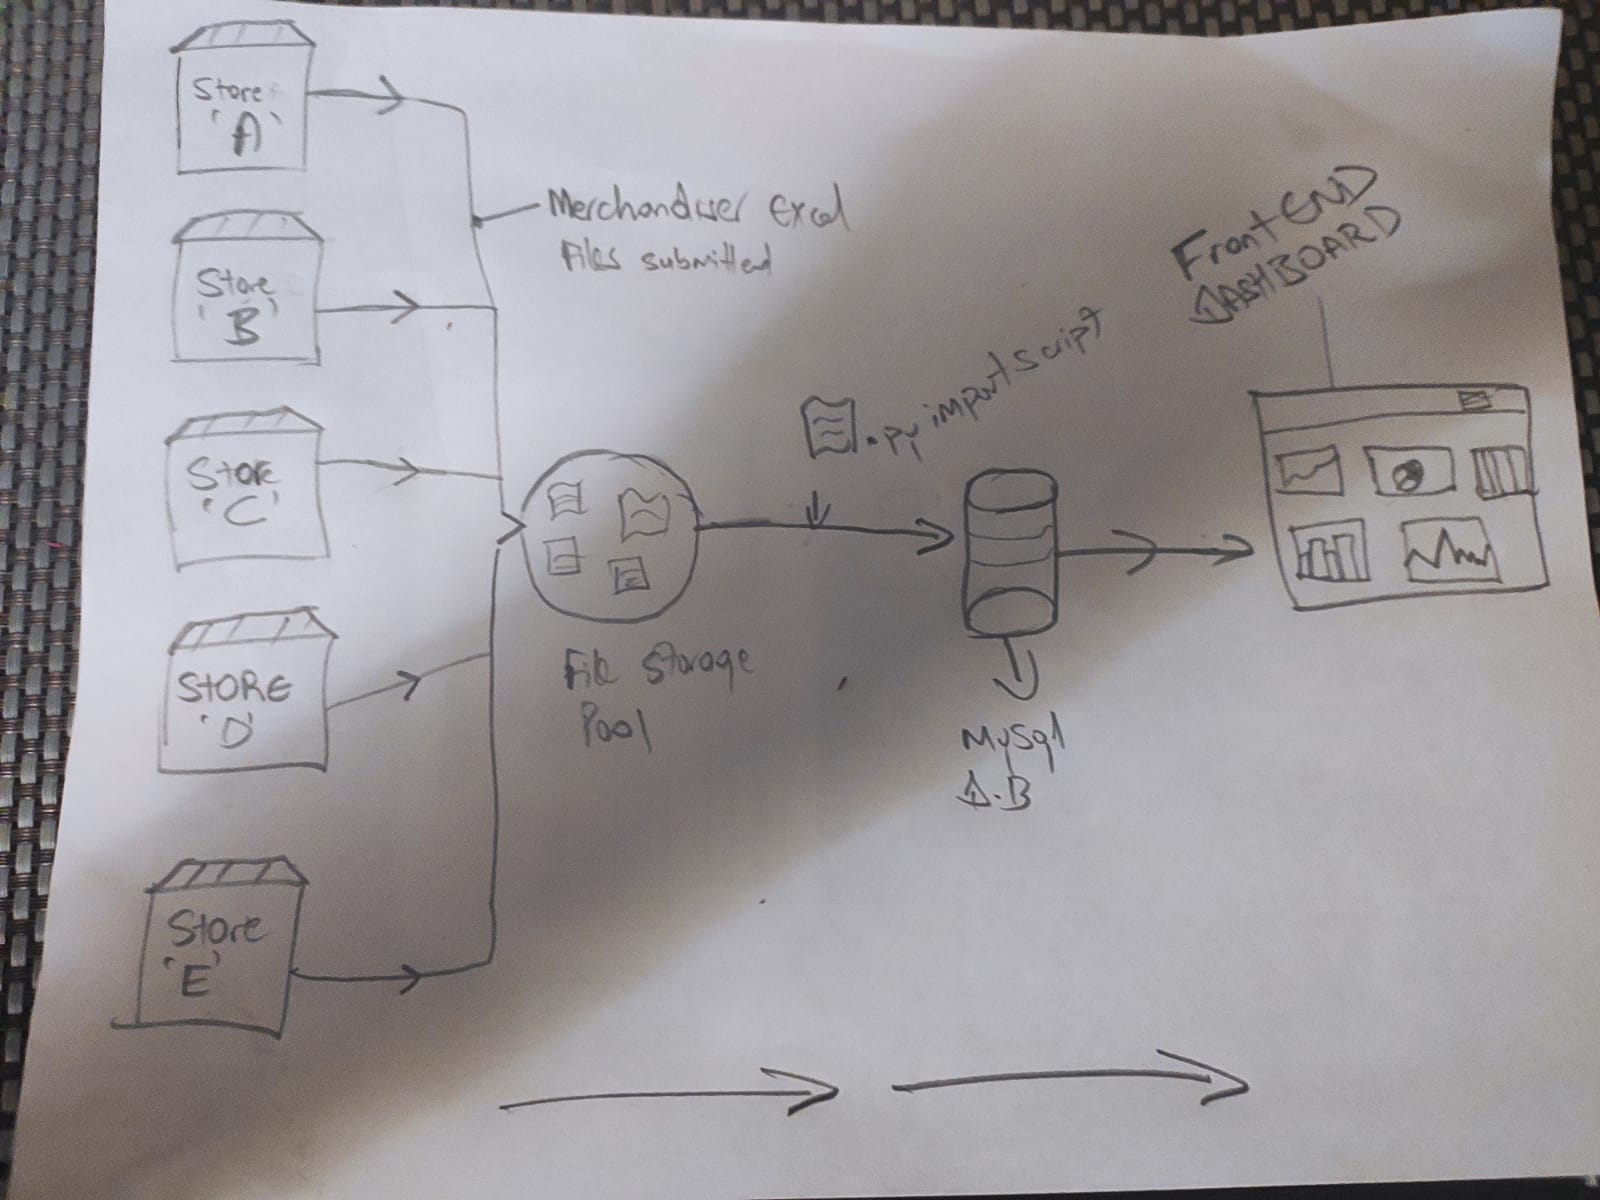 Store
'A'
Merchandiser Excel
Files submitted
Store
'B'
Front END
DASHBOARD
.py import script
Store
'C'
STORE
'D'
File Storage
Pool
MySql
D.B
Store
'E'